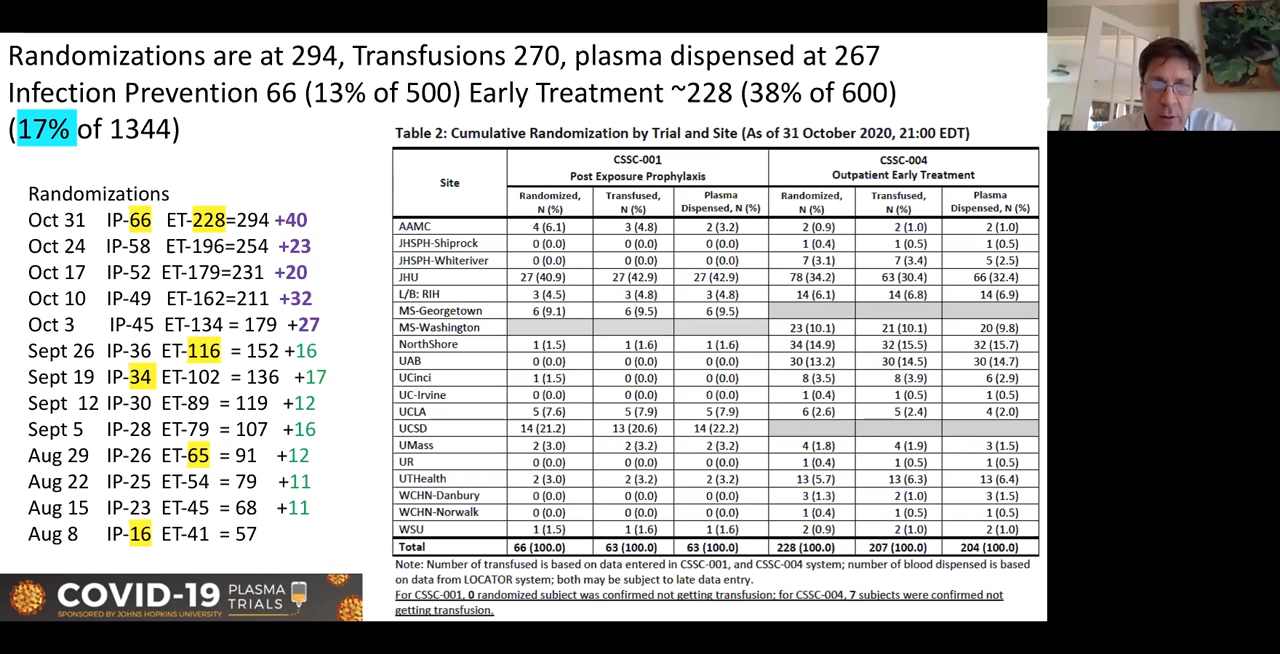 Randomizations are at 294, Transfusions 270, plasma dispensed at 267
Infection Prevention 66 (13% of 500) Early Treatment ~228 (38% of 600)
(17% of 1344)
Randomizations
Oct 31 IP-66 ET-228=294 +40
Oct 24 IP-58 ET-196=254 +23
Oct 17 IP-52 ET-179=231 +20
Oct 10 IP-49 ET-162=211 +32
Oct 3 IP-45 ET-134 = 179 +27
Sept 26 IP-36 ET-116 = 152 +16
Sept 19 IP-34 ET-102 = 136 +17
Sept 12 IP-30 ET-89 = 119 +12
Sept 5 IP-28 ET-79 = 107 +16
Aug 29 IP-26 ET-65 = 91 +12
Aug 22 IP-25 ET-54 = 79 +11
Aug 15 IP-23 ET-45 = 68 +11
Aug 8 IP-16 ET-41 = 57
COVID-19 PLASMA TRIALS
SPONSORED BY JOHNS HOPKINS UNIVERSITY
Table 2: Cumulative Randomization by Trial and Site (As of 31 October 2020, 21:00 EDT)
Site
CSSC-001 Post Exposure Prophylaxis
CSSC-004 Outpatient Early Treatment
Randomized, N (%) Transfused, N (%) Plasma Dispensed, N (%) Randomized, N (%) Transfused, N (%) Plasma Dispensed, N (%)
AAMC 4 (6.1) 3 (4.8) 2 (3.2) 2 (0.9) 2 (1.0) 2 (1.0)
JHSPH-Shiprock 0 (0.0) 0 (0.0) 0 (0.0) 1 (0.4) 1 (0.5) 1 (0.5)
JHSPH-Whiteriver 0 (0.0) 0 (0.0) 0 (0.0) 7 (3.1) 7 (3.4) 5 (2.5)
JHU 27 (40.9) 27 (42.9) 27 (42.9) 78 (34.2) 63 (30.4) 66 (32.4)
L/B: RIH 3 (4.5) 3 (4.8) 3 (4.8) 14 (6.1) 14 (6.8) 14 (6.9)
MS-Georgetown 6 (9.1) 6 (9.5) 6 (9.5)
MS-Washington 23 (10.1) 21 (10.1) 20 (9.8)
NorthShore 1 (1.5) 1 (1.6) 1 (1.6) 34 (14.9) 32 (15.5) 32 (15.7)
UAB 0 (0.0) 0 (0.0) 0 (0.0) 30 (13.2) 30 (14.5) 30 (14.7)
UCinci 1 (1.5) 0 (0.0) 0 (0.0) 8 (3.5) 8 (3.9) 6 (2.9)
UC-Irvine 0 (0.0) 0 (0.0) 0 (0.0) 1 (0.4) 1 (0.5) 1 (0.5)
UCLA 5 (7.6) 5 (7.9) 5 (7.9) 6 (2.6) 5 (2.4) 4 (2.0)
UCSD 14 (21.2) 13 (20.6) 14 (22.2)
UMass 2 (3.0) 2 (3.2) 2 (3.2) 4 (1.8) 4 (1.9) 3 (1.5)
UR 0 (0.0) 0 (0.0) 0 (0.0) 1 (0.4) 1 (0.5) 1 (0.5)
UTHealth 2 (3.0) 2 (3.2) 2 (3.2) 13 (5.7) 13 (6.3) 13 (6.4)
WCHN-Danbury 0 (0.0) 0 (0.0) 0 (0.0) 3 (1.3) 2 (1.0) 3 (1.5)
WCHN-Norwalk 0 (0.0) 0 (0.0) 0 (0.0) 1 (0.4) 1 (0.5) 1 (0.5)
WSU 1 (1.5) 1 (1.6) 1 (1.6) 2 (0.9) 2 (1.0) 2 (1.0)
Total 66 (100.0) 63 (100.0) 63 (100.0) 228 (100.0) 207 (100.0) 204 (100.0)
Note: Number of transfused is based on data entered in CSSC-001, and CSSC-004 system; number of blood dispensed is based
on data from LOCATOR system; both may be subject to late data entry.
For CSSC-001, 0 randomized subject was confirmed not getting transfusion; for CSSC-004, 7 subjects were confirmed not
getting transfusion.